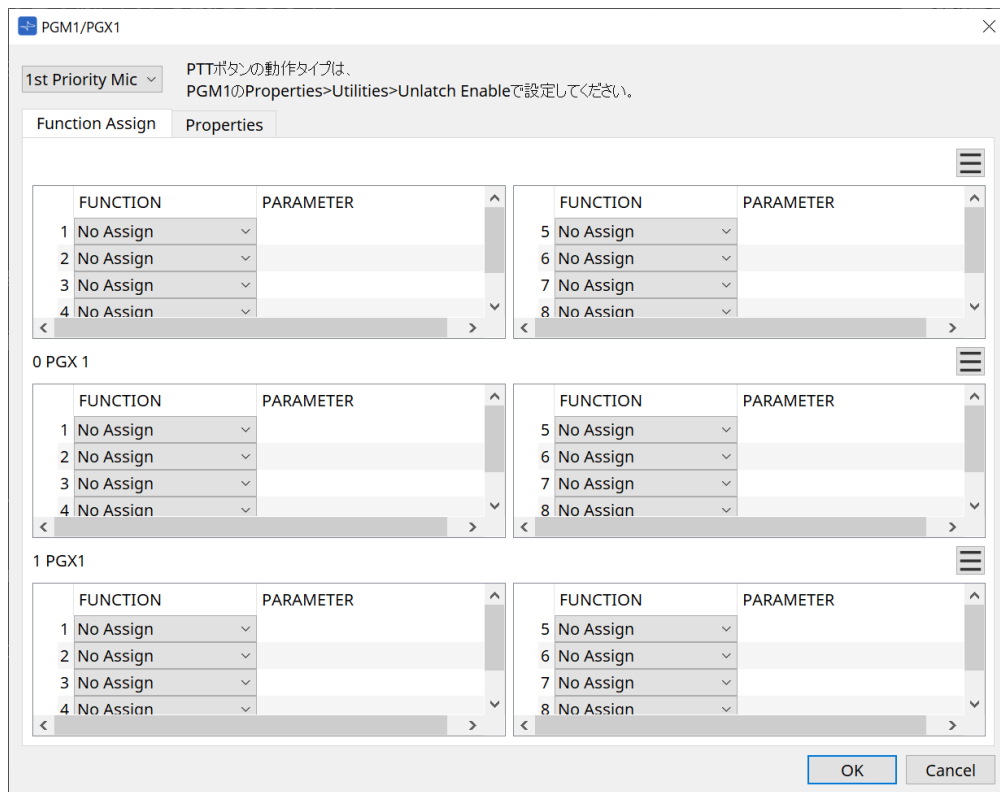 PGM1/PGX1
1st Priority Mic
PTTボタンの動作タイプは、
PGM1のProperties>Utilities>Unlatch Enableで設定してください。
Function Assign Properties
FUNCTION PARAMETER FUNCTION PARAMETER
1 No Assign 5 No Assign
2 No Assign 6 No Assign
3 No Assign 7 No Assign
4 No Assign 8 No Assign
0 PGX 1
FUNCTION PARAMETER FUNCTION PARAMETER
1 No Assign 5 No Assign
2 No Assign 6 No Assign
3 No Assign 7 No Assign
4 No Assign 8 No Assign
1 PGX1
FUNCTION PARAMETER FUNCTION PARAMETER
1 No Assign 5 No Assign
2 No Assign 6 No Assign
3 No Assign 7 No Assign
4 No Assign 8 No Assign
OK Cancel